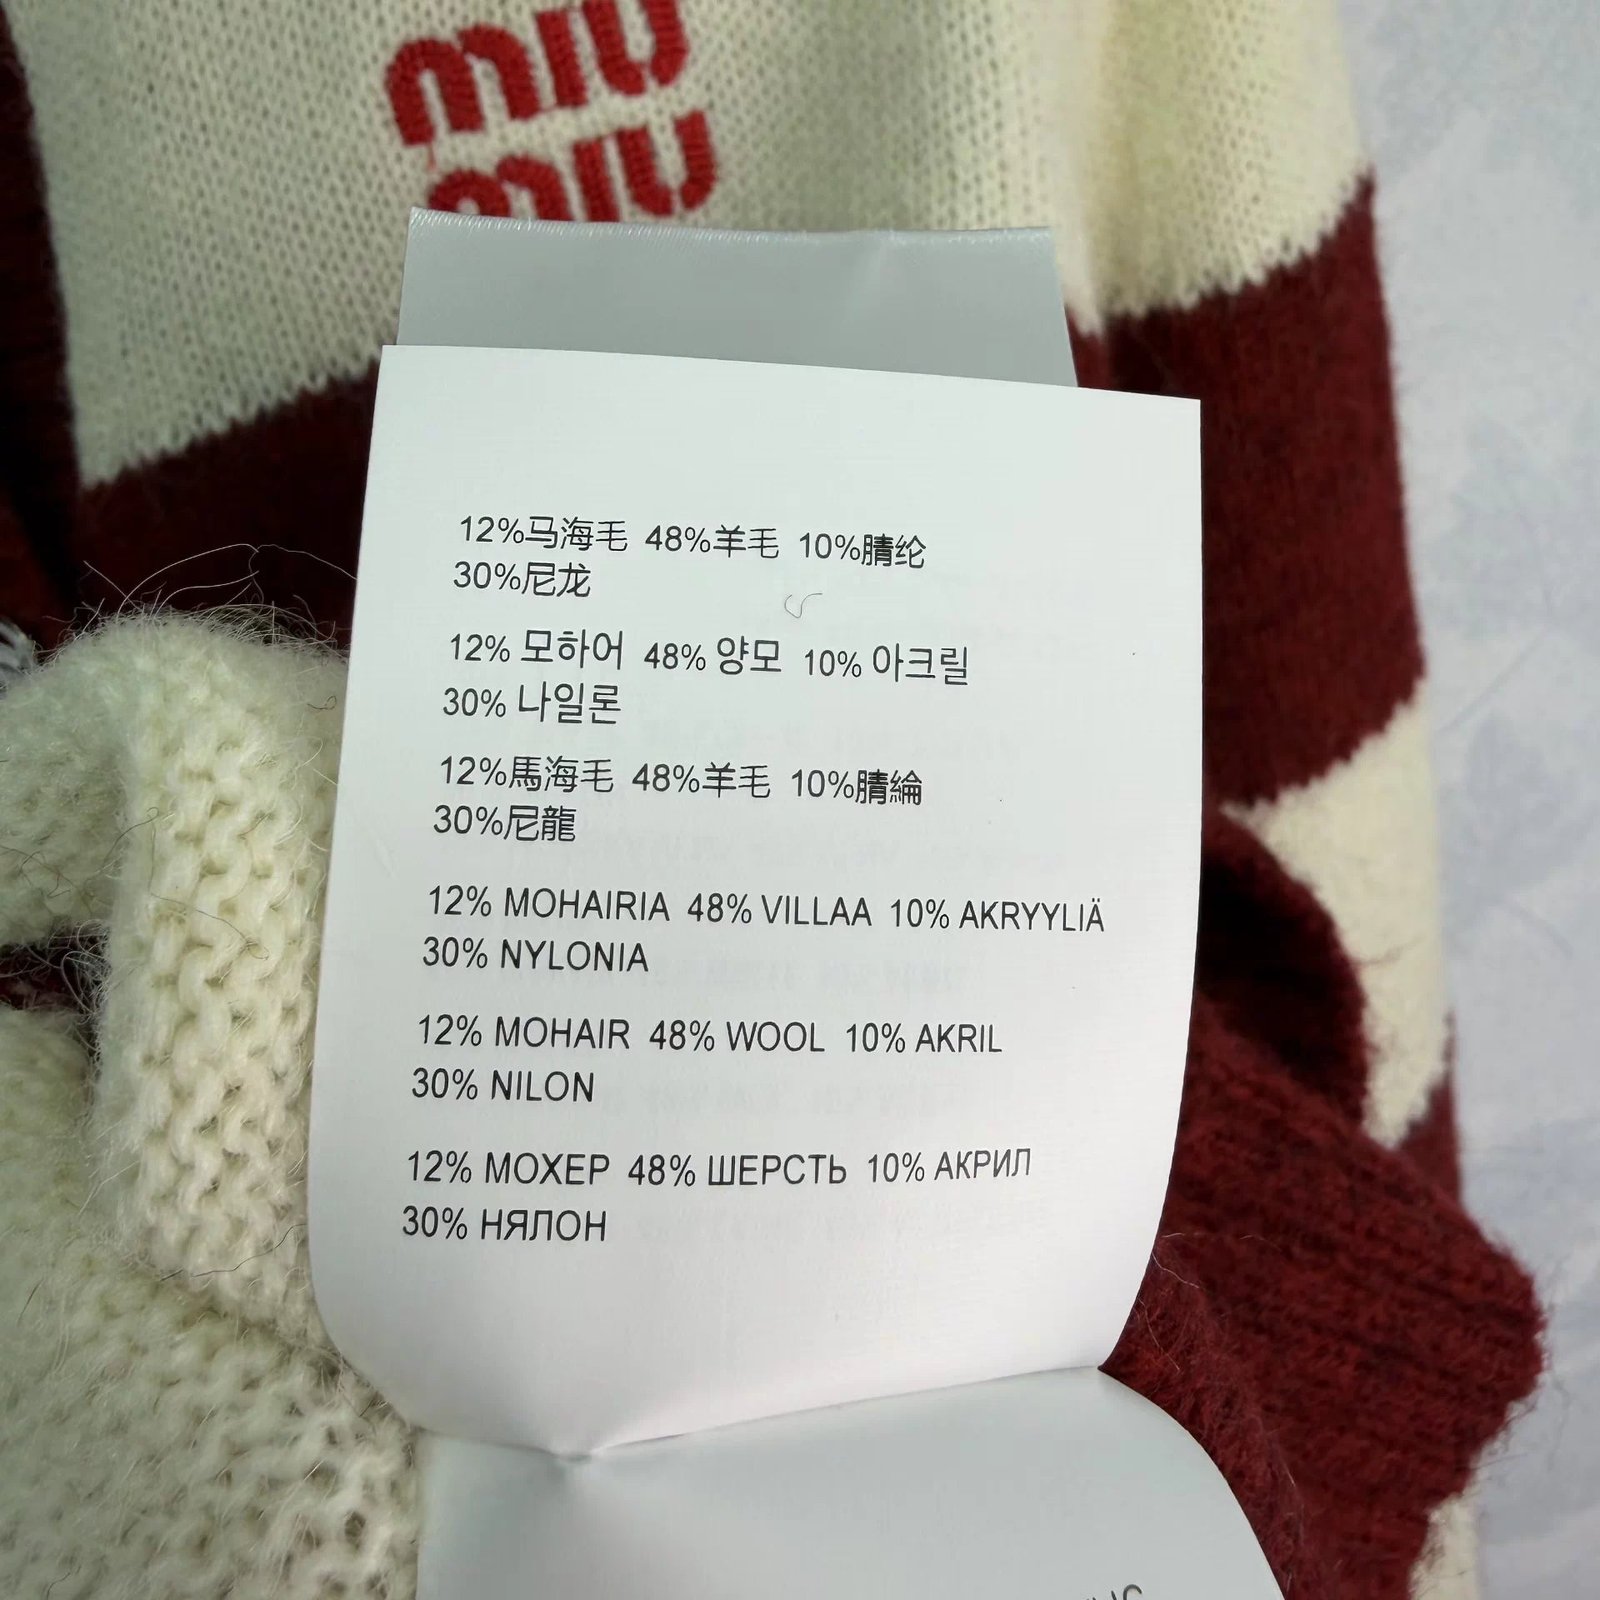 miu
miu
12%马海毛 48%羊毛 10%腈纶
30%尼龙
12% 모하어 48% 양모 10% 아크릴
30% 나일론
12%馬海毛 48%羊毛 10%腈綸
30%尼龍
12% MOHAIRIA 48% VILLAA 10% AKRYYLIÄ
30% NYLONIA
12% MOHAIR 48% WOOL 10% AKRIL
30% NILON
12% МОХЕР 48% ШЕРСТЬ 10% АКРИЛ
30% НЯЛОН